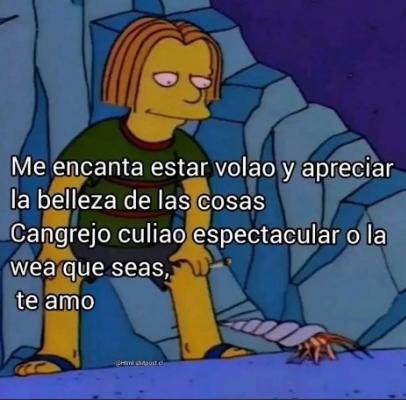 Me encanta estar volao y apreciar
la belleza de las cosas
Cangrejo culiao espectacular o la
wea que seas,
te amo